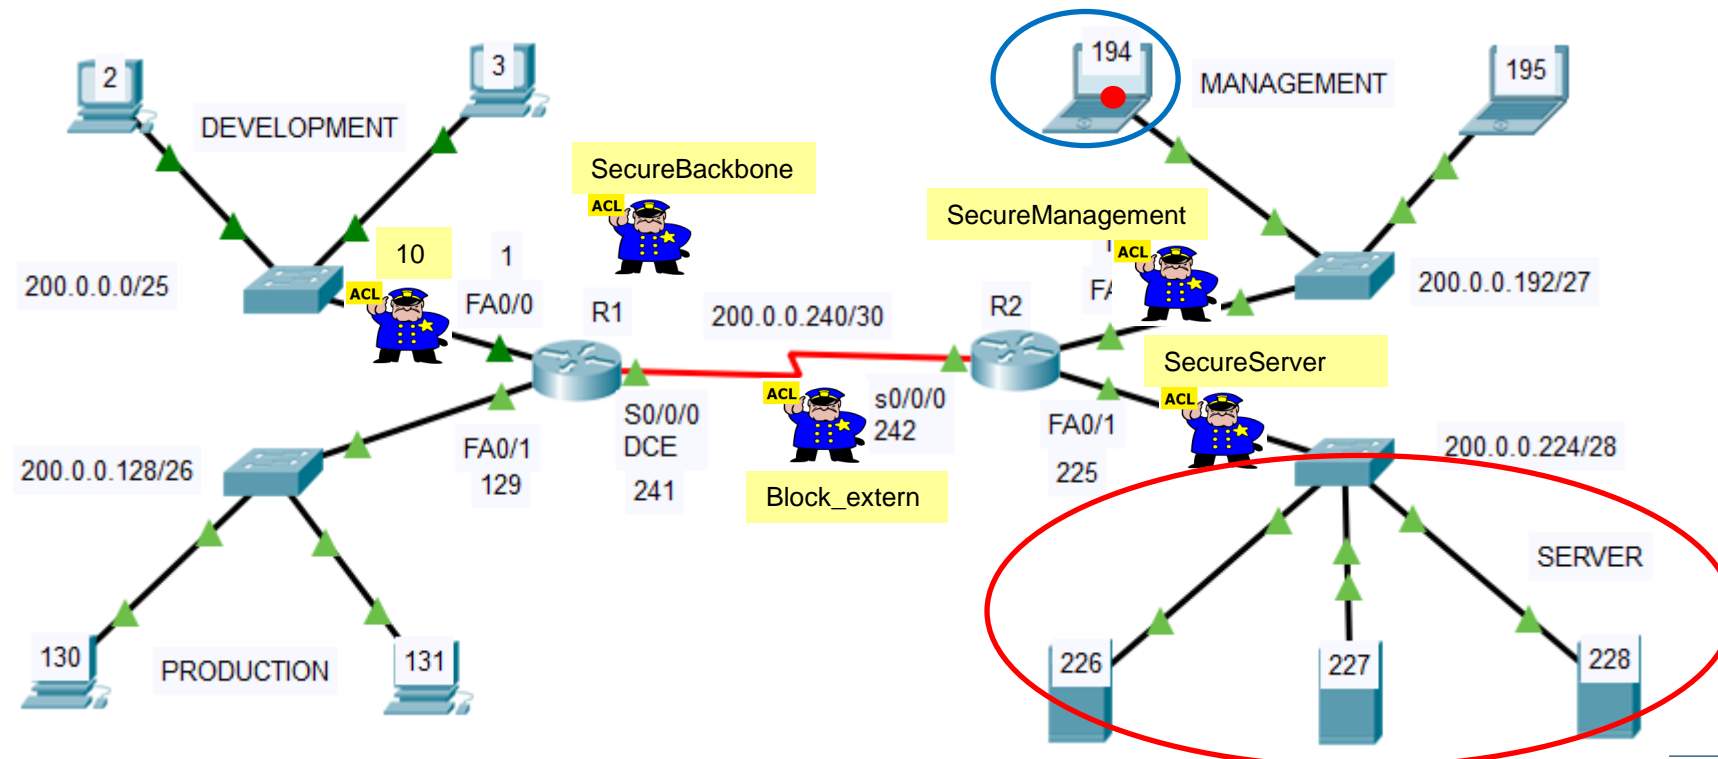 2
3
DEVELOPMENT
194
MANAGEMENT
195
SecureBackbone
ACL
SecureManagement
ACL
10
1
ACL
FA0/0
200.0.0.0/25
R1
200.0.0.240/30
R2
200.0.0.192/27
SecureServer
ACL
ACL
S0/0/0
DCE
241
s0/0/0
242
FA0/1
225
200.0.0.224/28
200.0.0.128/26
FA0/1
129
Block_extern
SERVER
130
PRODUCTION
131
226
227
228